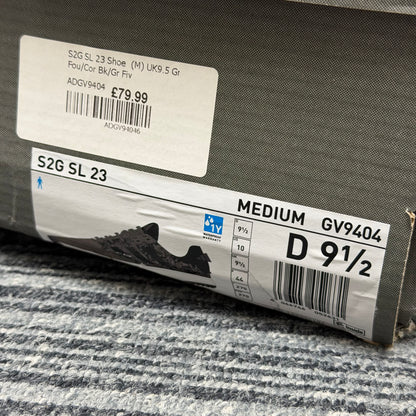 S2G SL 23 Shoe (M) UK9.5 Gr
Fou/Cor Bk/Gr Fiv
ADGV9404 £79.99
ADGV94046
S2G SL 23
MEDIUM GV9404
1Y
WARRANTY
D 9½
9½
10
9½
44